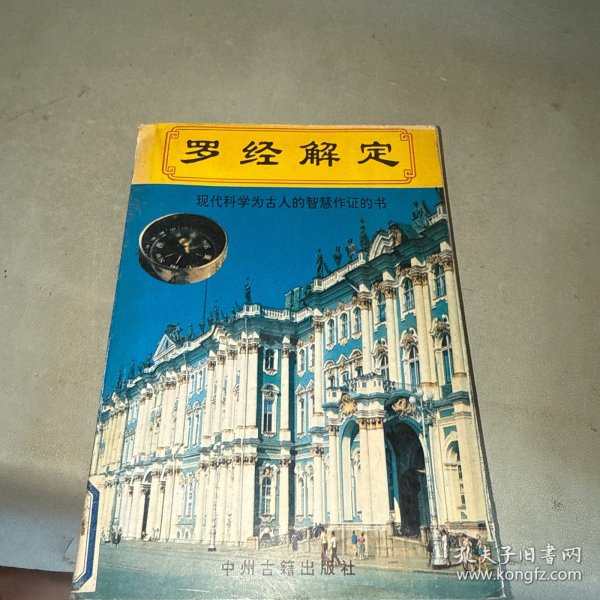 罗经解定
现代科学为古人的智慧作证的书
中州古籍出版社
孔夫子旧书网
www.kongfz.com